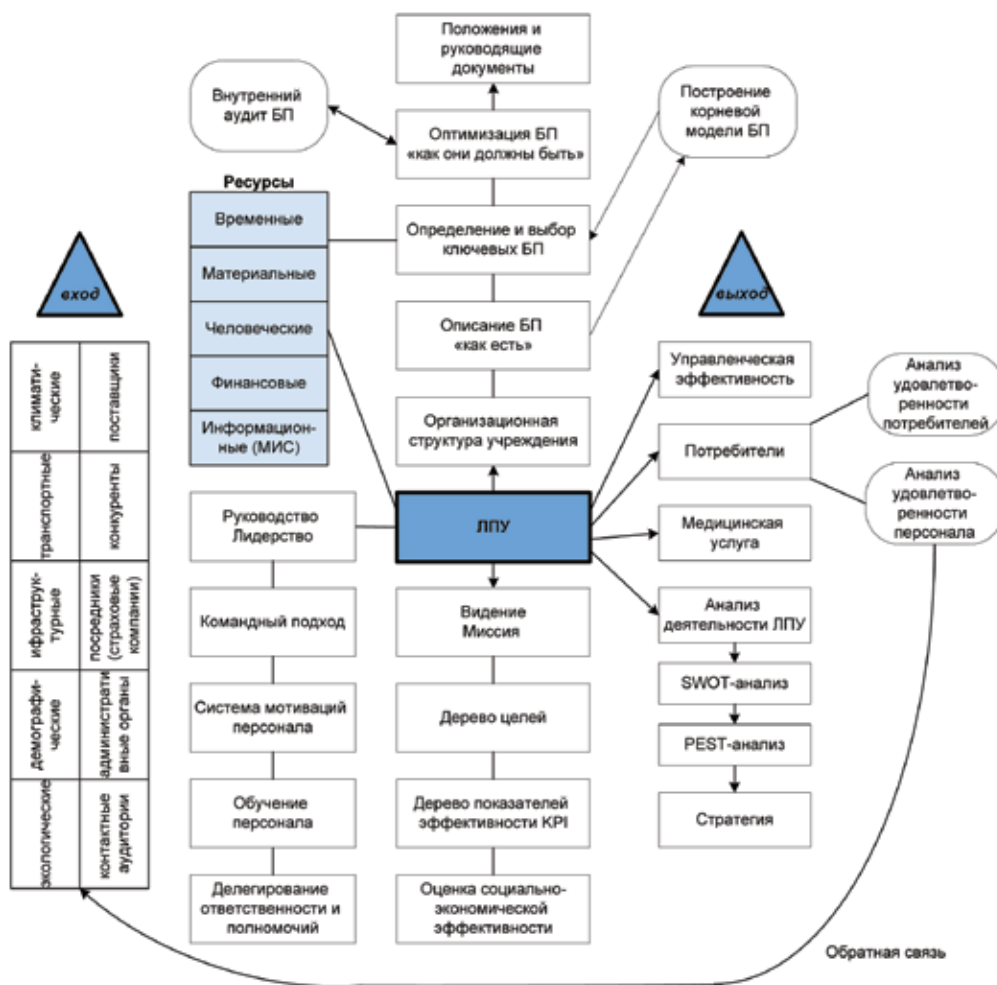 Положения и
руководящие
документы
Внутренний
аудит БП
Построение
корневой
модели БП
Оптимизация БП
«как они должны быть»
Ресурсы
Временные
Материальные
Человеческие
Финансовые
Информацион-
ные (МИС)
Определение и выбор
ключевых БП
Описание БП
«как есть»
Организационная
структура учреждения
ЛПУ
вход
выход
климати-
ческие
поставщики
транспортные
конкуренты
ифраструк-
турные
посредники
(страховые
компании)
демографи-
ческие
администрати
вные органы
экологические
контактные
аудитории
Руководство
Лидерство
Командный подход
Система мотиваций
персонала
Обучение
персонала
Делегирование
ответственности и
полномочий
Видение
Миссия
Дерево целей
Дерево показателей
эффективности KPI
Оценка социально-
экономической
эффективности
Управленческая
эффективность
Потребители
Медицинская
услуга
Анализ
деятельности ЛПУ
SWOT-анализ
PEST-анализ
Стратегия
Анализ
удовлетво-
ренности
потребителей
Анализ
удовлетво-
ренности
персонала
Обратная связь